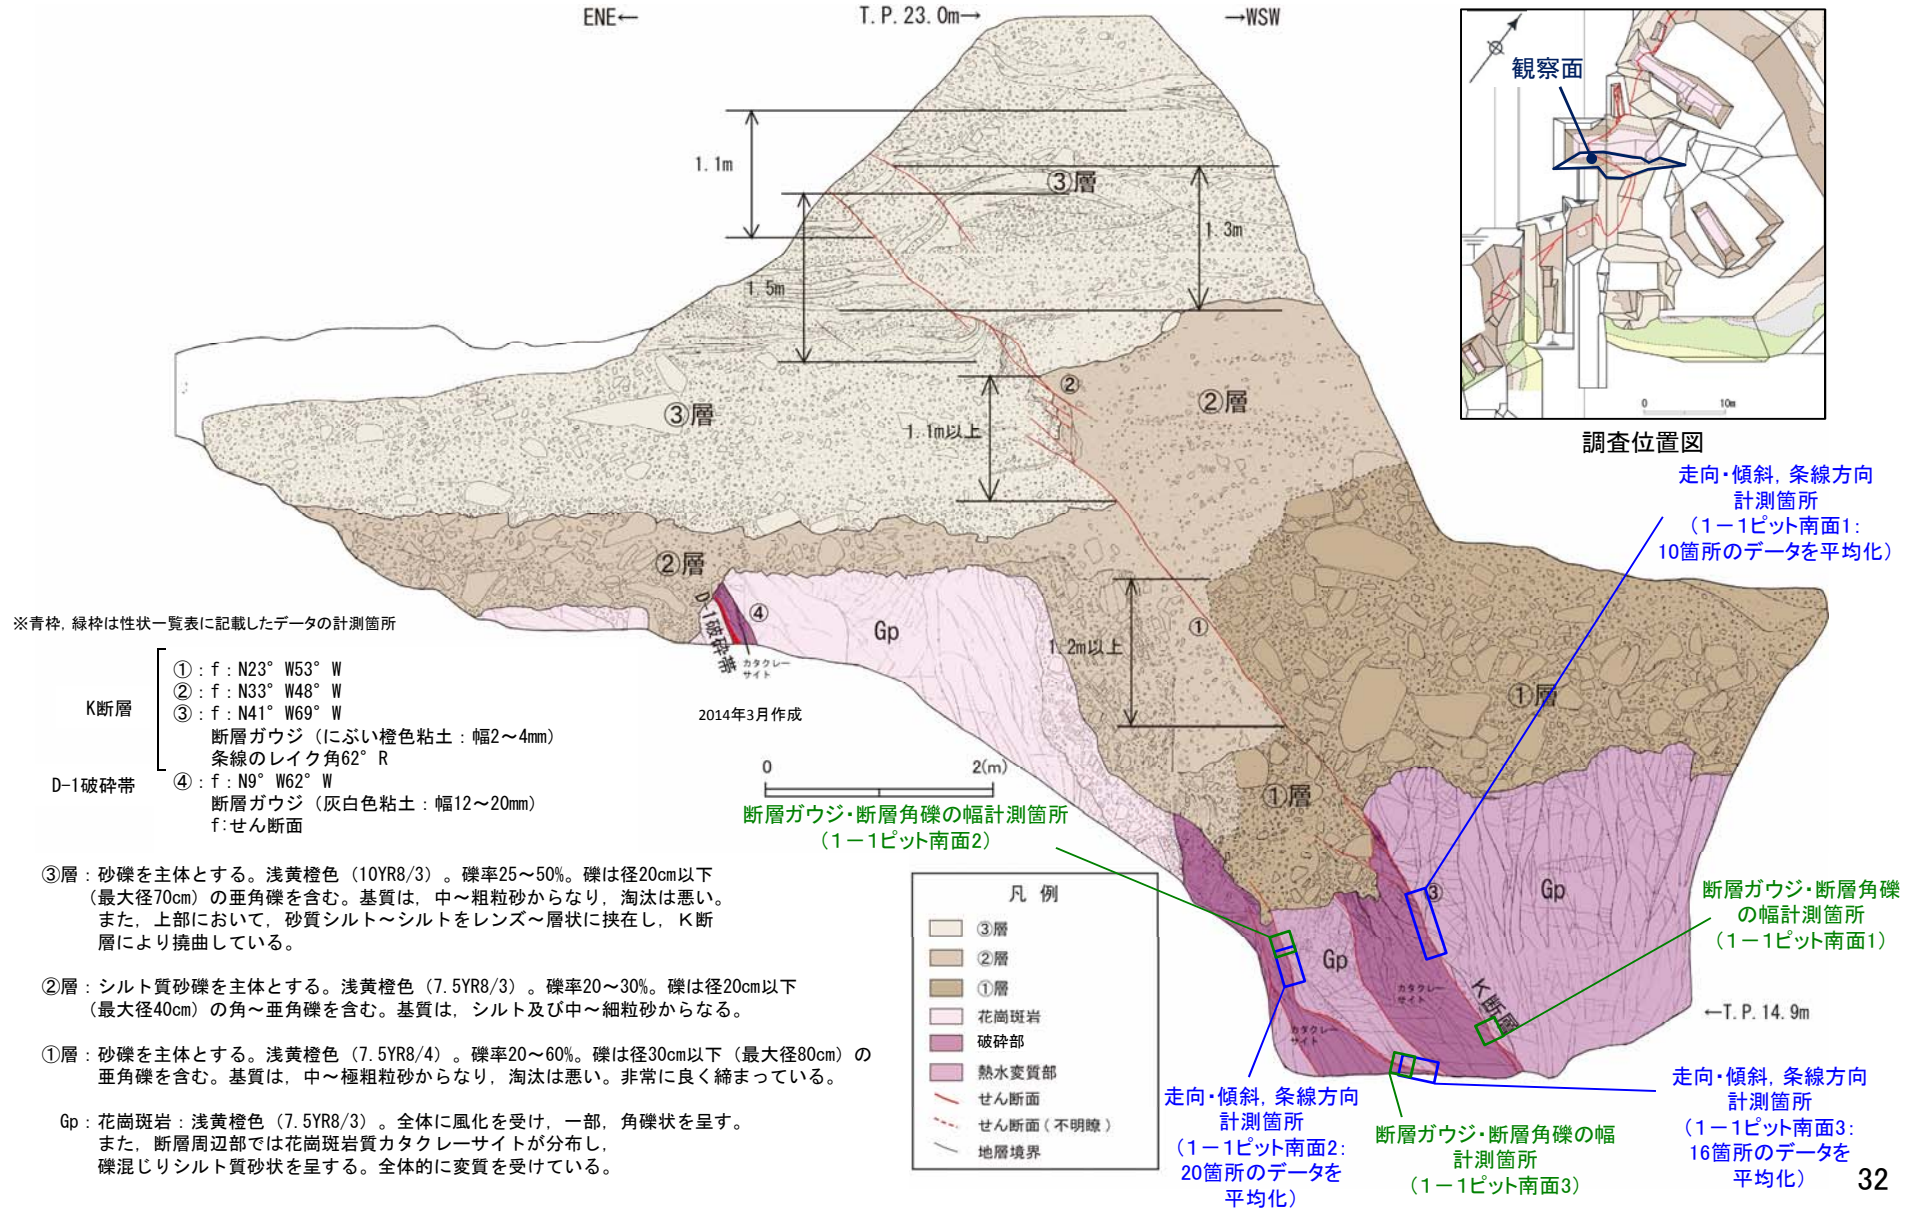 ENE←
T.P.23.0m→
→WSW
1.1m
③層
1.3m
1.5m
②
②層
③層
1.1m以上
②層
D-1破砕帯
④
カタクレー
サイト
Gp
①
1.2m以上
①層
①層
③
Gp
Gp
カタクレー
サイト
カタクレー
サイト
K断層
←T.P.14.9m
観察面
0 10m
調査位置図
走向・傾斜，条線方向
計測箇所
（1－1ピット南面1：
10箇所のデータを平均化）
※青枠，緑枠は性状一覧表に記載したデータの計測箇所
K断層
①：f：N23°W53°W
②：f：N33°W48°W
③：f：N41°W69°W
断層ガウジ（にぶい橙色粘土：幅2～4mm）
条線のレイク角62°R
D-1破砕帯
④：f：N9°W62°W
断層ガウジ（灰白色粘土：幅12～20mm）
f:せん断面
2014年3月作成
0 2(m)
断層ガウジ・断層角礫の幅計測箇所
（1－1ピット南面2）
③層：砂礫を主体とする。浅黄橙色（10YR8/3）。礫率25～50%。礫は径20cm以下
（最大径70cm）の亜角礫を含む。基質は，中～粗粒砂からなり，淘汰は悪い。
また，上部において，砂質シルト～シルトをレンズ～層状に挟在し，K断
層により撓曲している。
②層：シルト質砂礫を主体とする。浅黄橙色（7.5YR8/3）。礫率20～30%。礫は径20cm以下
（最大径40cm）の角～亜角礫を含む。基質は，シルト及び中～細粒砂からなる。
①層：砂礫を主体とする。浅黄橙色（7.5YR8/4）。礫率20～60%。礫は径30cm以下（最大径80cm）の
亜角礫を含む。基質は，中～極粗粒砂からなり，淘汰は悪い。非常に良く締まっている。
Gp：花崗斑岩：浅黄橙色（7.5YR8/3）。全体に風化を受け，一部，角礫状を呈す。
また，断層周辺部では花崗斑岩質カタクレーサイトが分布し，
礫混じりシルト質砂状を呈する。全体的に変質を受けている。
凡例
③層
②層
①層
花崗斑岩
破砕部
熱水変質部
せん断面
せん断面（不明瞭）
地層境界
断層ガウジ・断層角礫
の幅計測箇所
（1－1ピット南面1）
走向・傾斜，条線方向
計測箇所
（1－1ピット南面2：
20箇所のデータを
平均化）
断層ガウジ・断層角礫の幅
計測箇所
（1－1ピット南面3）
走向・傾斜，条線方向
計測箇所
（1－1ピット南面3：
16箇所のデータを
平均化）
32